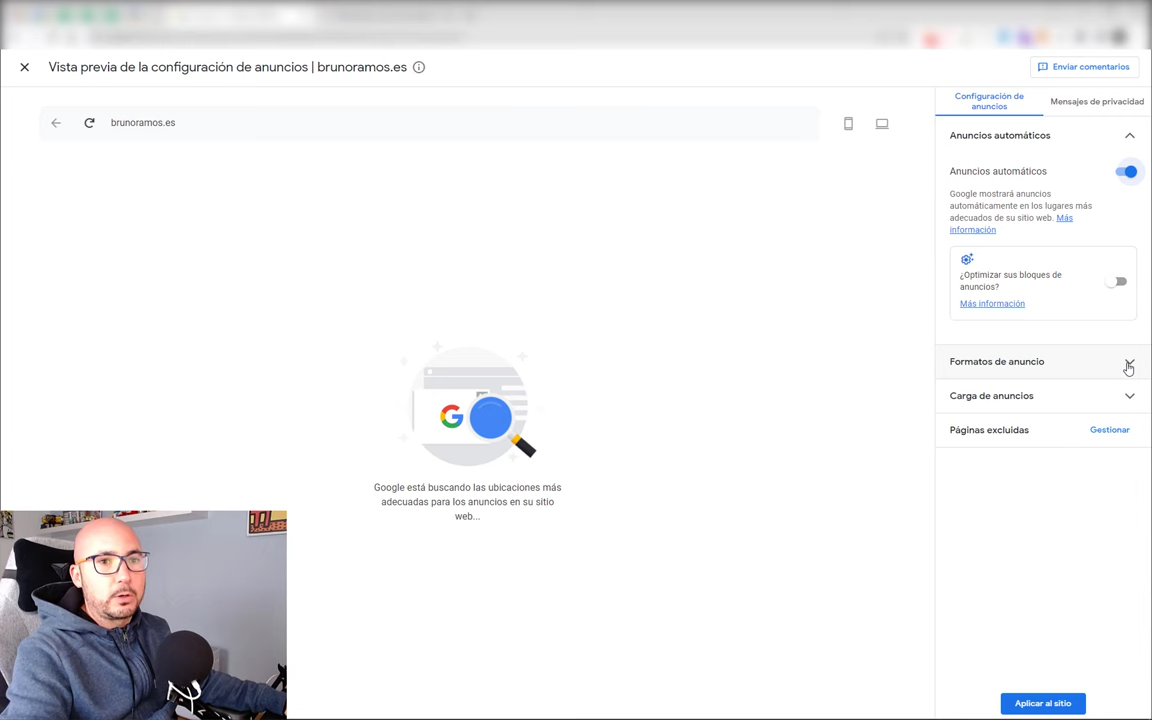 Vista previa de la configuración de anuncios | brunoramos.es
Enviar comentarios
brunoramos.es
Configuración de
anuncios
Mensajes de privacidad
Anuncios automáticos
Anuncios automáticos
Google mostrará anuncios
automáticamente en los lugares más
adecuados de su sitio web. Más
información
¿Optimizar sus bloques de
anuncios?
Más información
Formatos de anuncio
Carga de anuncios
Páginas excluidas
Gestionar
Google está buscando las ubicaciones más
adecuadas para los anuncios en su sitio
web...
Aplicar al sitio